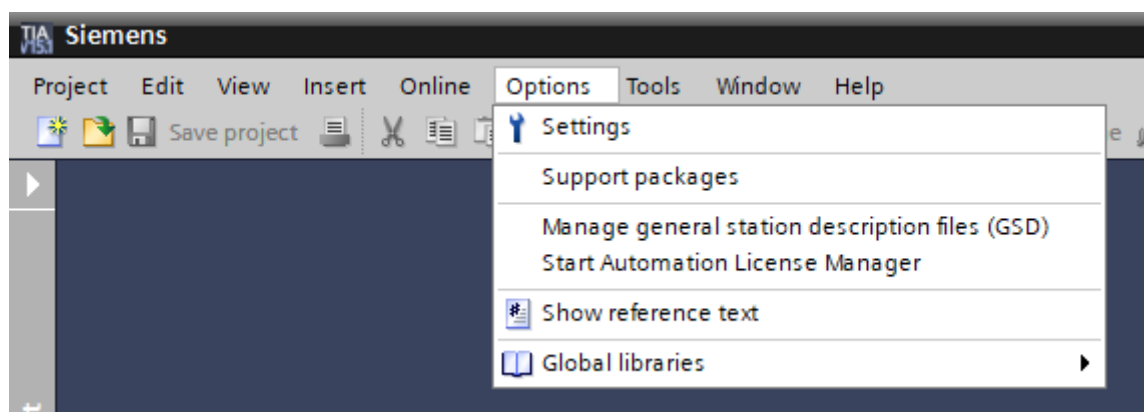 TIA
V15.1
Siemens
Project Edit View Insert Online Options Tools Window Help
Save project
Settings
Support packages
Manage general station description files (GSD)
Start Automation License Manager
Show reference text
Global libraries